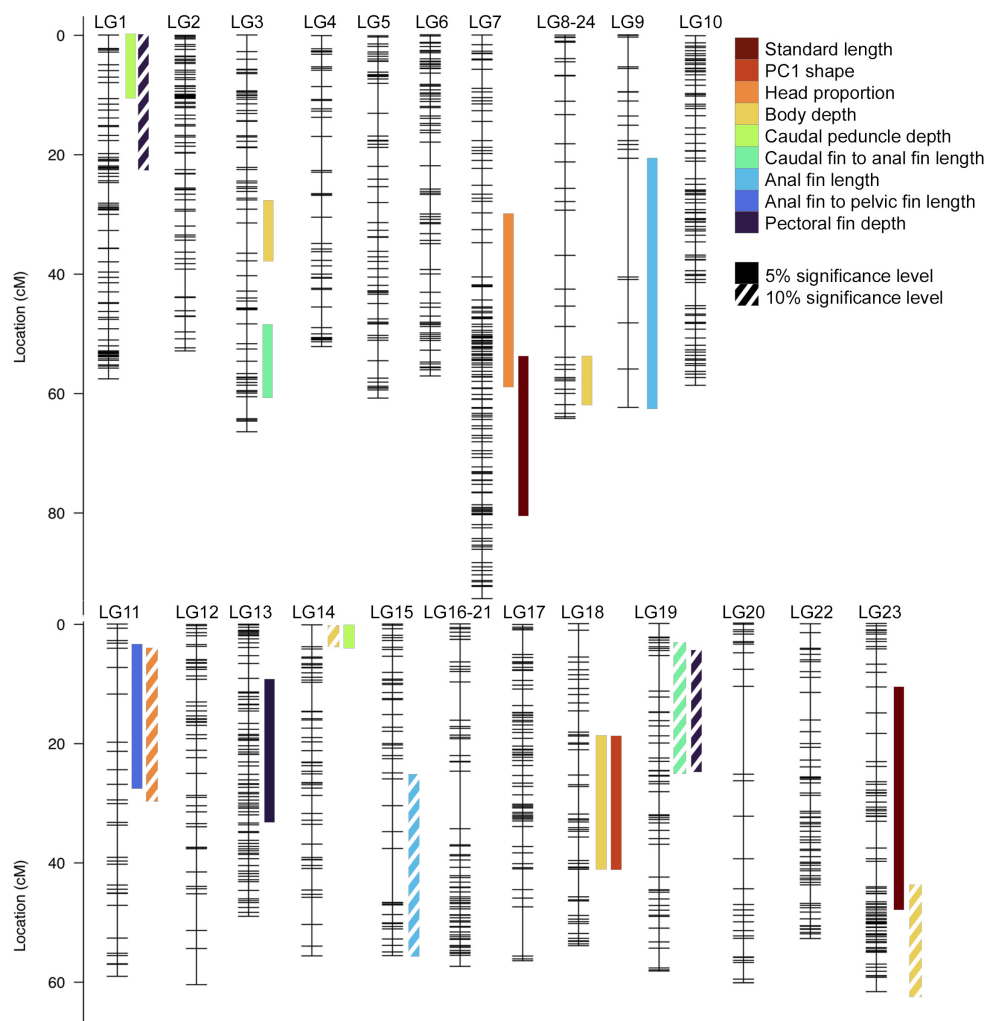 LG1 LG2 LG3 LG4 LG5 LG6 LG7 LG8-24 LG9 LG10
0
20
40
60
80
Location (cM)
Standard length
PC1 shape
Head proportion
Body depth
Caudal peduncle depth
Caudal fin to anal fin length
Anal fin length
Anal fin to pelvic fin length
Pectoral fin depth
5% significance level
10% significance level
LG11 LG12 LG13 LG14 LG15 LG16-21 LG17 LG18 LG19 LG20 LG22 LG23
0
20
40
60
Location (cM)